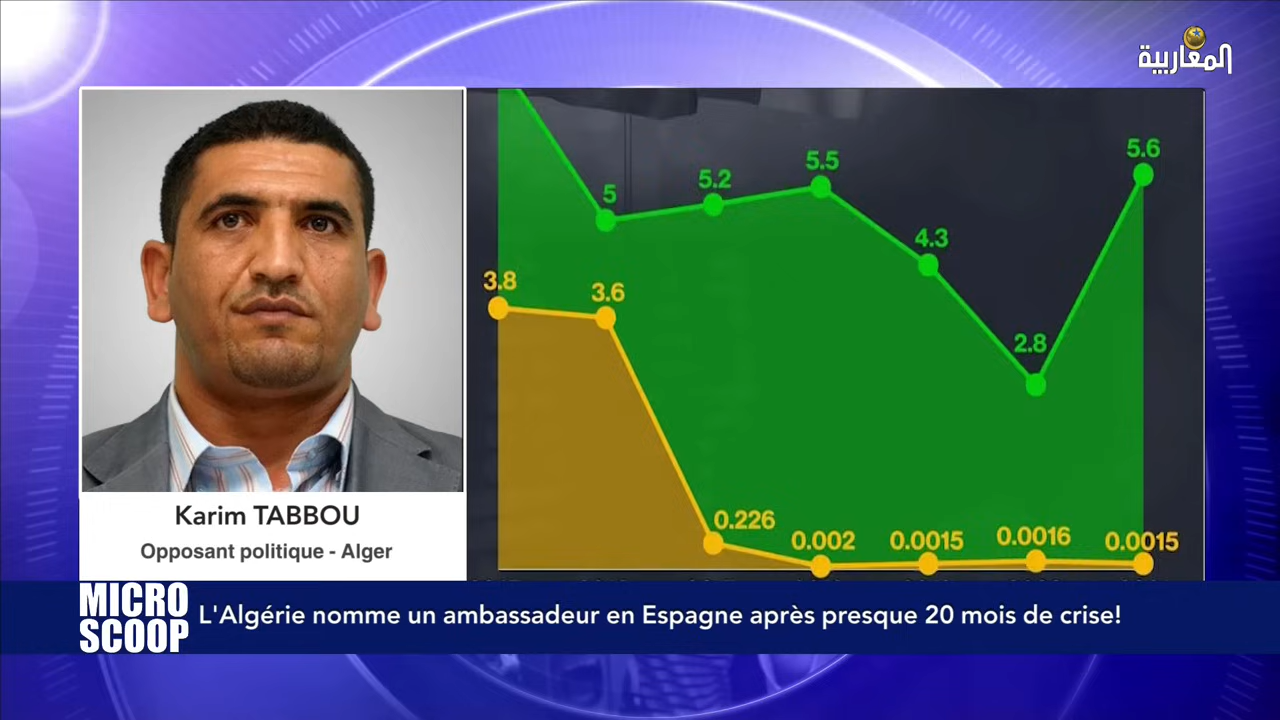 المغاربية
5.6
5.5
5.2
5
4.3
3.8
3.6
2.8
0.226
0.002
0.0015
0.0016
0.0015
Karim TABBOU
Opposant politique - Alger
MICRO
SCOOP
L'Algérie nomme un ambassadeur en Espagne après presque 20 mois de crise!